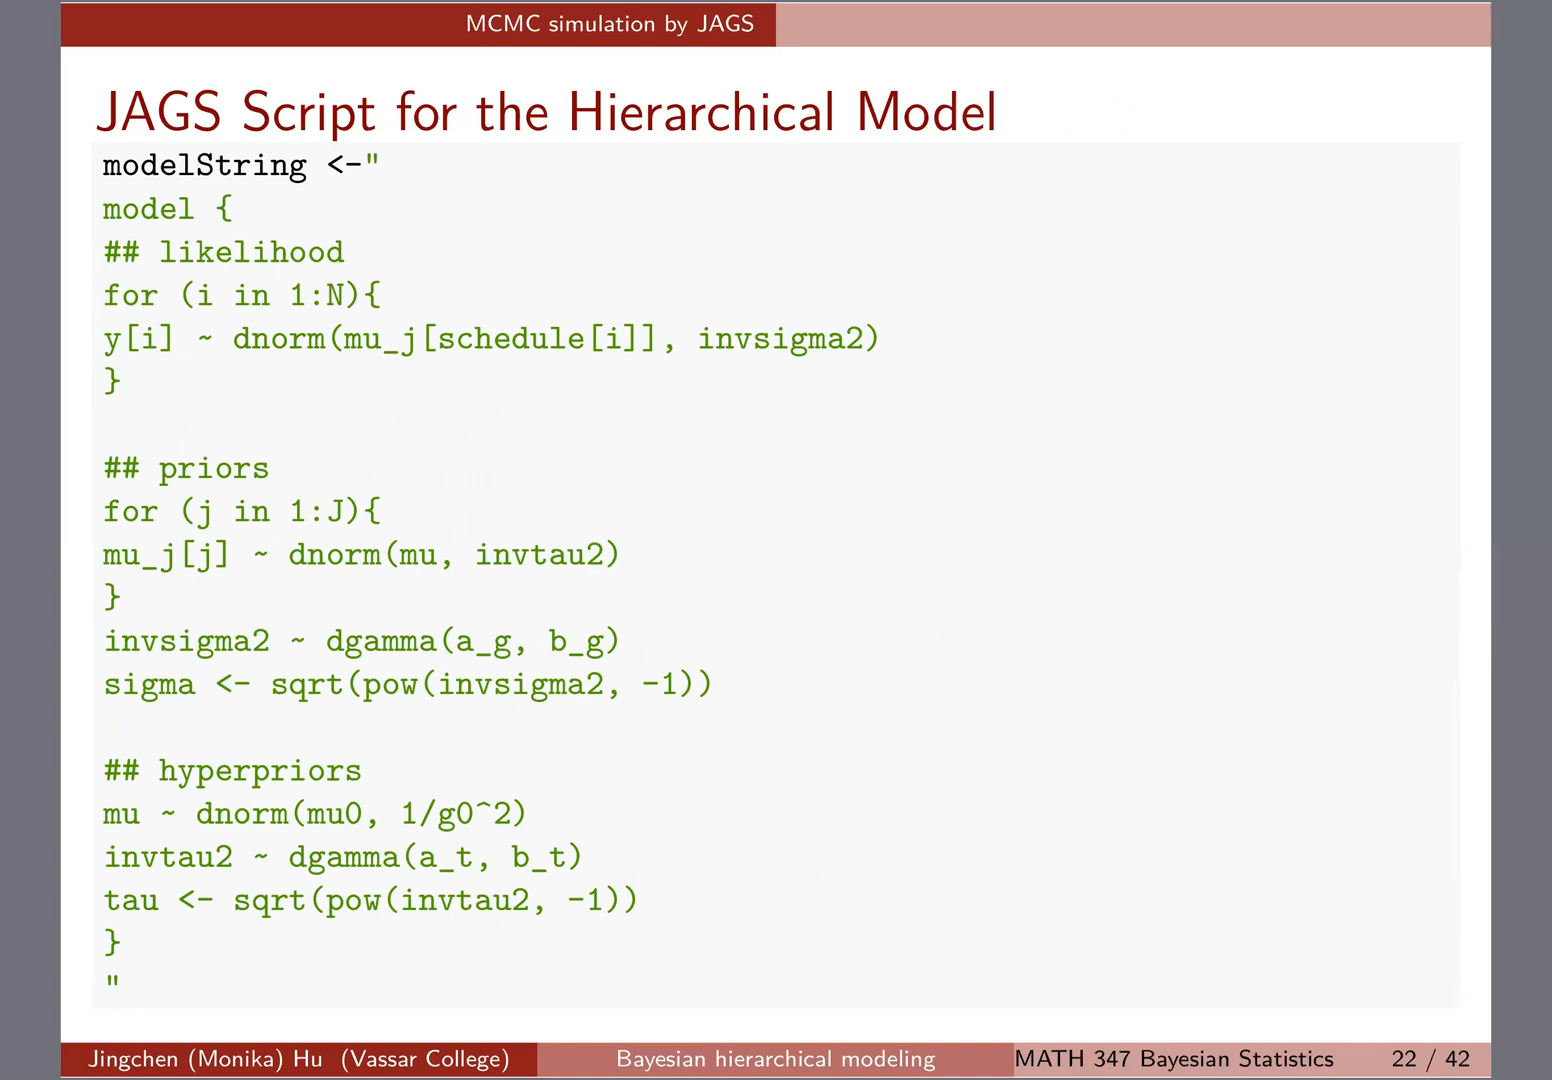 MCMC simulation by JAGS
JAGS Script for the Hierarchical Model
modelString <-"
model {
## likelihood
for (i in 1:N){
y[i] ~ dnorm(mu_j[schedule[i]], invsigma2)
}
## priors
for (j in 1:J){
mu_j[j] ~ dnorm(mu, invtau2)
}
invsigma2 ~ dgamma(a_g, b_g)
sigma <- sqrt(pow(invsigma2, -1))
## hyperpriors
mu ~ dnorm(mu0, 1/g0^2)
invtau2 ~ dgamma(a_t, b_t)
tau <- sqrt(pow(invtau2, -1))
}
"
Jingchen (Monika) Hu (Vassar College) Bayesian hierarchical modeling MATH 347 Bayesian Statistics 22 / 42